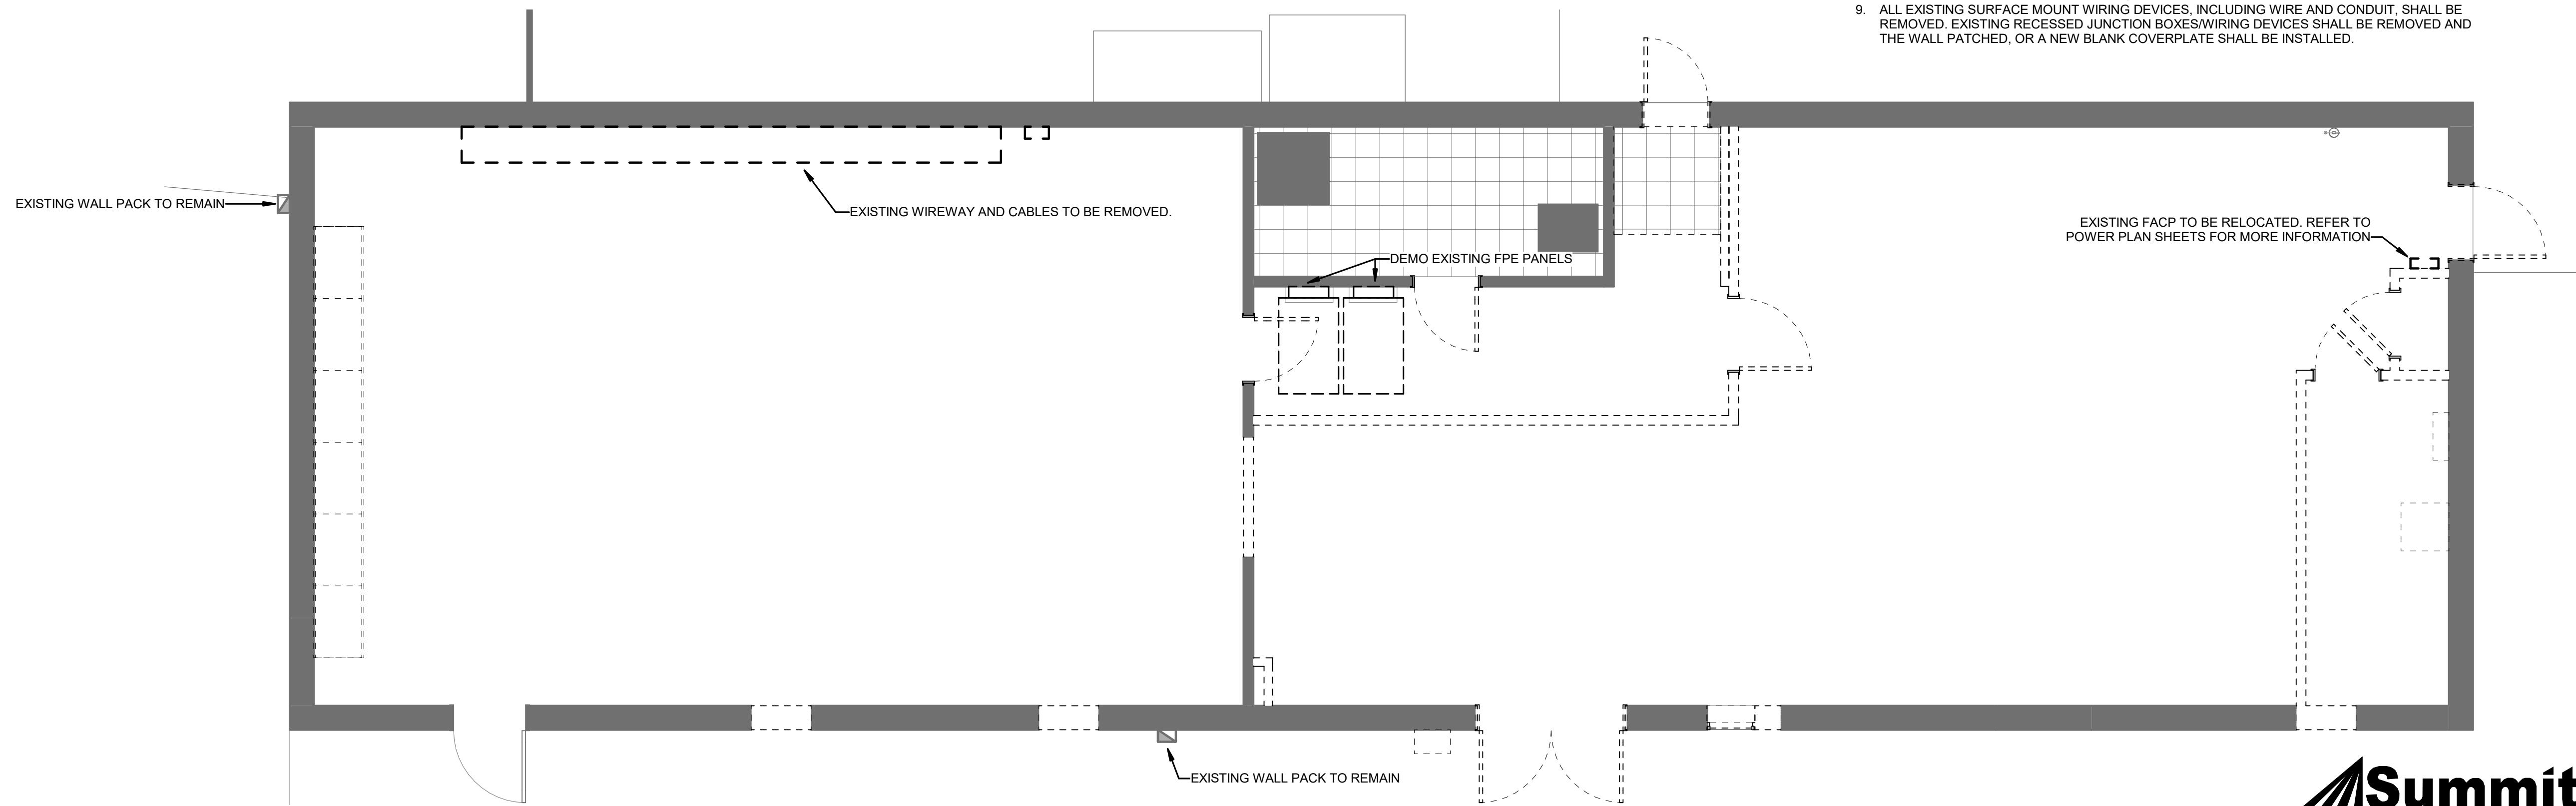 9. ALL EXISTING SURFACE MOUNT WIRING DEVICES, INCLUDING WIRE AND CONDUIT, SHALL BE
REMOVED. EXISTING RECESSED JUNCTION BOXES/WIRING DEVICES SHALL BE REMOVED AND
THE WALL PATCHED, OR A NEW BLANK COVERPLATE SHALL BE INSTALLED.
EXISTING WALL PACK TO REMAIN
EXISTING WIREWAY AND CABLES TO BE REMOVED.
EXISTING FACP TO BE RELOCATED. REFER TO
POWER PLAN SHEETS FOR MORE INFORMATION
DEMO EXISTING FPE PANELS
EXISTING WALL PACK TO REMAIN
Summit